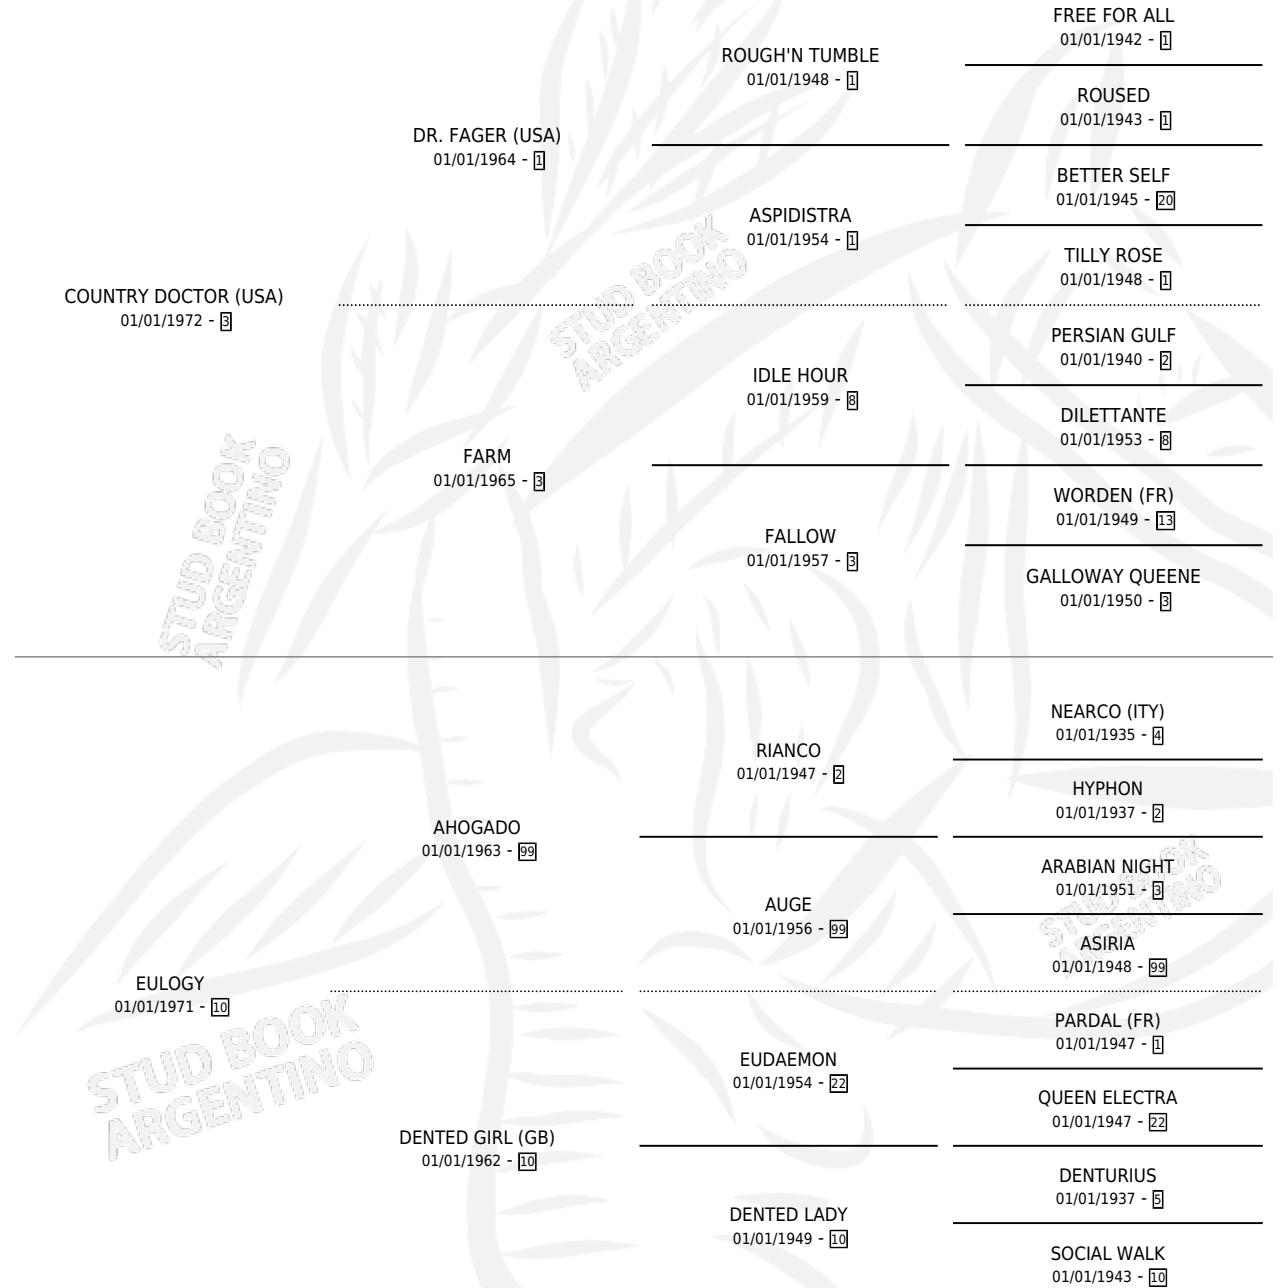 FREE FOR ALL
01/01/1942 - 1
ROUGH'N TUMBLE
01/01/1948 - 1
ROUSED
01/01/1943 - 1
DR. FAGER (USA)
01/01/1964 - 1
BETTER SELF
01/01/1945 - 20
ASPIDISTRA
01/01/1954 - 1
TILLY ROSE
01/01/1948 - 1
COUNTRY DOCTOR (USA)
01/01/1972 - 3
PERSIAN GULF
01/01/1940 - 2
IDLE HOUR
01/01/1959 - 8
DILETTANTE
01/01/1953 - 8
FARM
01/01/1965 - 3
WORDEN (FR)
01/01/1949 - 13
FALLOW
01/01/1957 - 3
GALLOWAY QUEENE
01/01/1950 - 3
NEARCO (ITY)
01/01/1935 - 4
RIANCO
01/01/1947 - 2
HYPHON
01/01/1937 - 2
AHOGADO
01/01/1963 - 99
ARABIAN NIGHT
01/01/1951 - 3
AUGE
01/01/1956 - 99
ASIRIA
01/01/1948 - 99
EULOGY
01/01/1971 - 10
PARDAL (FR)
01/01/1947 - 1
EUDAEMON
01/01/1954 - 22
QUEEN ELECTRA
01/01/1947 - 22
DENTED GIRL (GB)
01/01/1962 - 10
DENTURIUS
01/01/1937 - 5
DENTED LADY
01/01/1949 - 10
SOCIAL WALK
01/01/1943 - 10
STUD BOOK
ARGENTINO
STUD BOOK
ARGENTINO
STUD BOOK
ARGENTINO
STUD BOOK
ARGENTINO